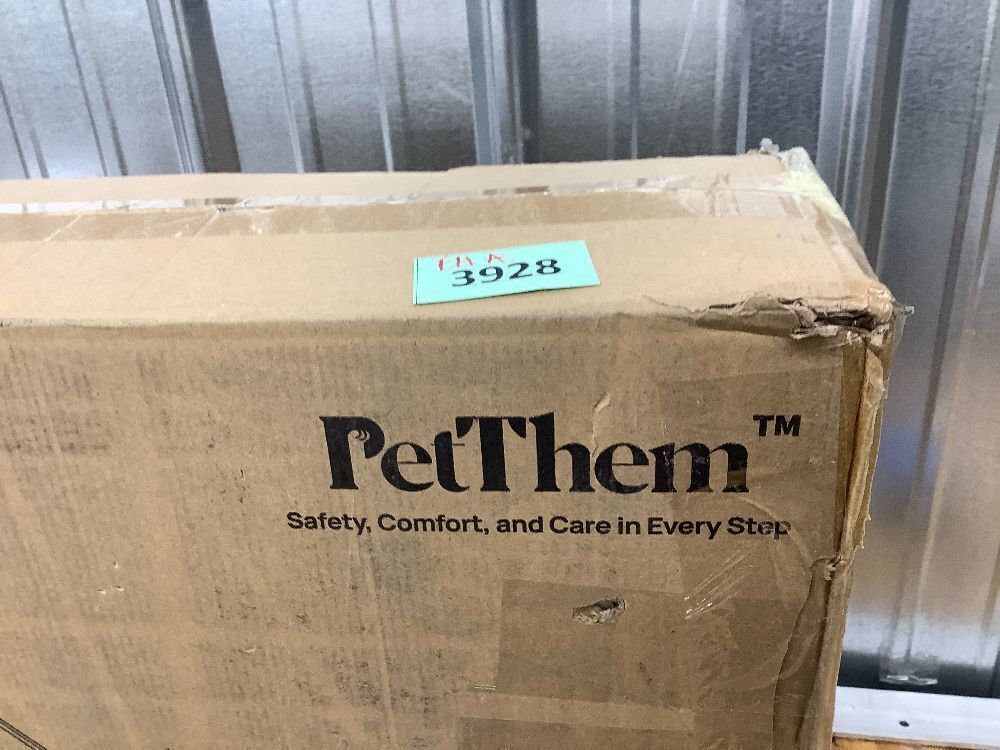 3928
PetThem™
Safety, Comfort, and Care in Every Step